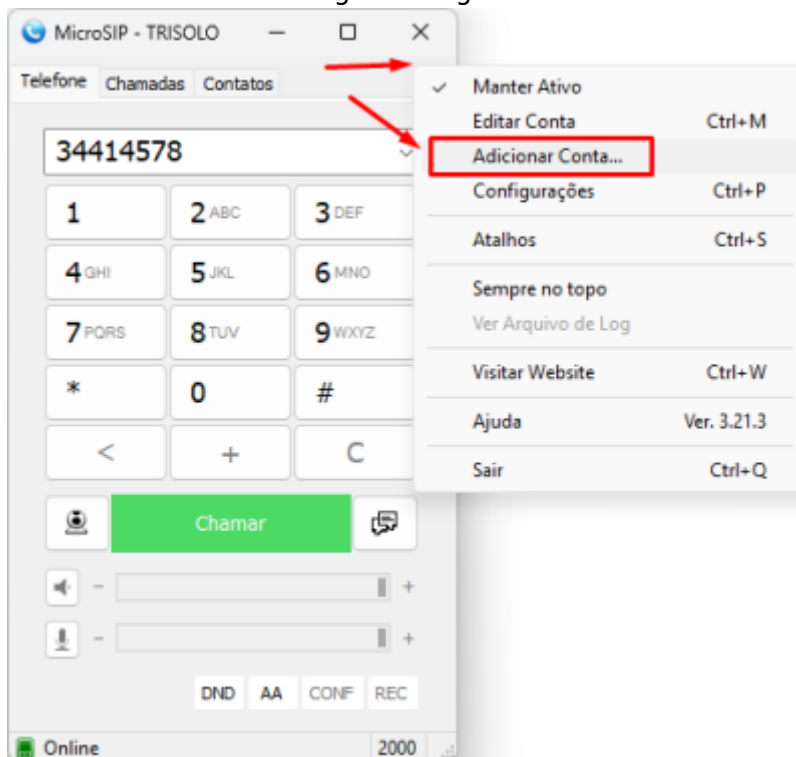 MicroSIP - TRISOLO
Telefone Chamadas Contatos
34414578
1 2 ABC 3 DEF
4 GHI 5 JKL 6 MNO
7 PQRS 8 TUV 9 WXYZ
* 0 #
< + C
Chamar
- +
- +
DND AA CONF REC
Online 2000
Manter Ativo
Editar Conta Ctrl+M
Adicionar Conta...
Configurações Ctrl+P
Atalhos Ctrl+S
Sempre no topo
Ver Arquivo de Log
Visitar Website Ctrl+W
Ajuda Ver. 3.21.3
Sair Ctrl+Q